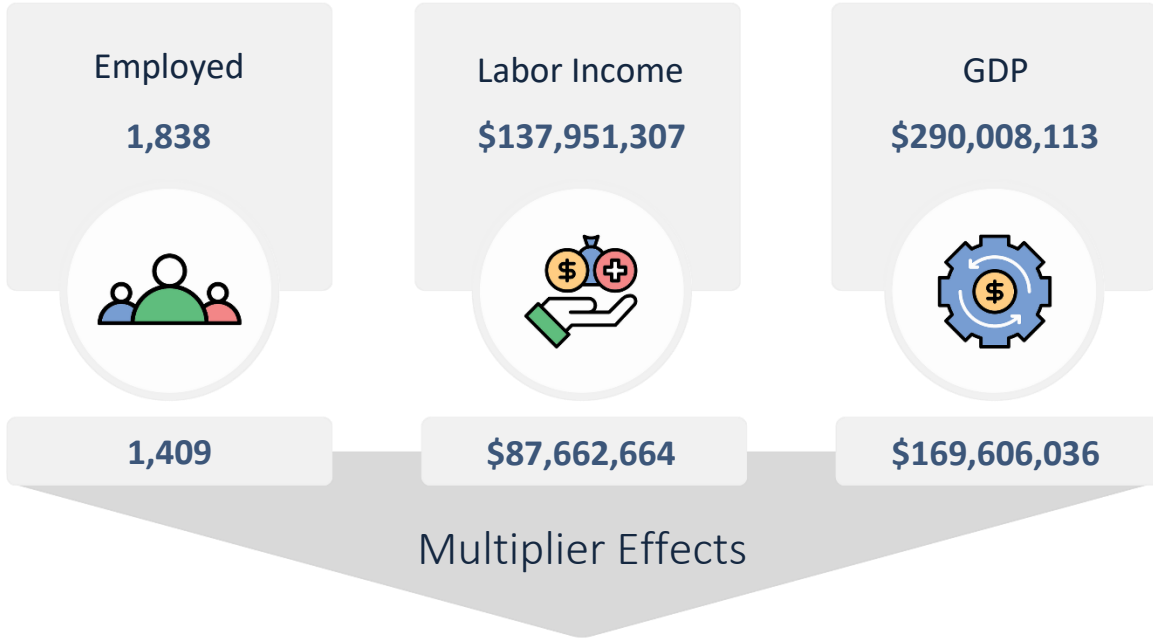 Employed
1,838
Labor Income
$137,951,307
GDP
$290,008,113
$
$
1,409
$87,662,664
$169,606,036
Multiplier Effects